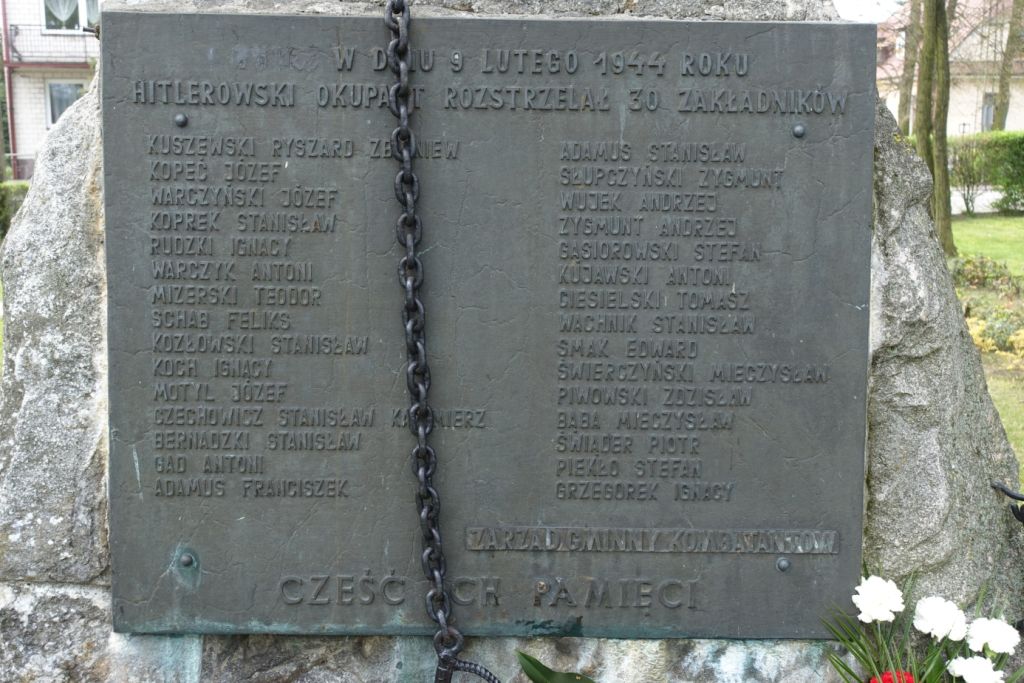 W DNIU 9 LUTEGO 1944 ROKU
HITLEROWSKI OKUPANT ROZSTRZELAŁ 30 ZAKŁADNIKÓW
KUSZEWSKI RYSZARD ZBIGNIEW
KOPEĆ JÓZEF
WARCZYŃSKI JÓZEF
KOPREK STANISŁAW
RUDZKI IGNACY
WARCZYK ANTONI
MIZERSKI TEODOR
SCHAB FELIKS
KOZŁOWSKI STANISŁAW
KOCH IGNĄCY
MOTYL JÓZEF
CZECHOWICZ STANISŁAW KAZIMIERZ
BERNADZKI STANISŁAW
GAD ANTONI
ADAMUS FRANCISZEK
ADAMUS STANISŁAW
SŁUPCZYŃSKI ZYGMUNT
WUJEK ANDRZEJ
ZYGMUNT ANDRZEJ
GĄSIOROWSKI STEFAN
KUJAWSKI ANTONI
CIESIELSKI TOMASZ
WACHNIK STANISŁAW
SMAK EDWARD
ŚWIERCZYŃSKI MIECZYSŁAW
PIWOWSKI ZDZISŁAW
BĄBA MIECZYSŁAW
ŚWIĄDER PIOTR
PIEKŁO STEFAN
GRZEGOREK IGNACY
ZARZĄD GMINNY KOMBATANTÓW
CZEŚĆ ICH PAMIĘCI